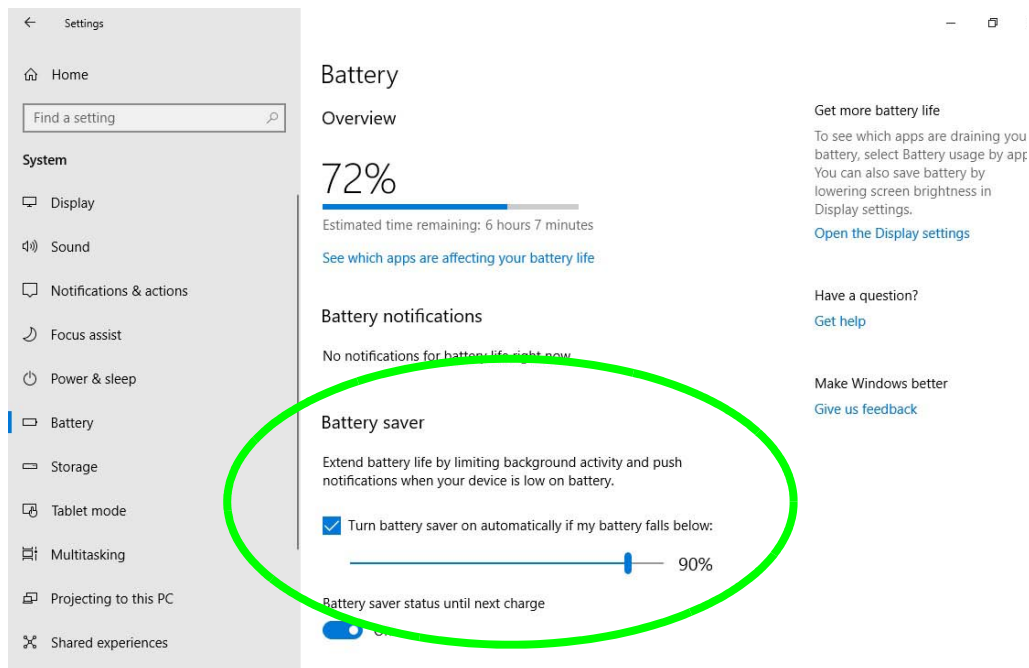 Settings
Home
Find a setting
System
Display
Sound
Notifications & actions
Focus assist
Power & sleep
Battery
Storage
Tablet mode
Multitasking
Projecting to this PC
Shared experiences
Battery
Overview
72%
Estimated time remaining: 6 hours 7 minutes
See which apps are affecting your battery life
Battery notifications
No notifications for battery life right now
Battery saver
Extend battery life by limiting background activity and push
notifications when your device is low on battery.
Turn battery saver on automatically if my battery falls below:
90%
Battery saver status until next charge
Get more battery life
To see which apps are draining you
battery, select Battery usage by app
You can also save battery by
lowering screen brightness in
Display settings.
Open the Display settings
Have a question?
Get help
Make Windows better
Give us feedback